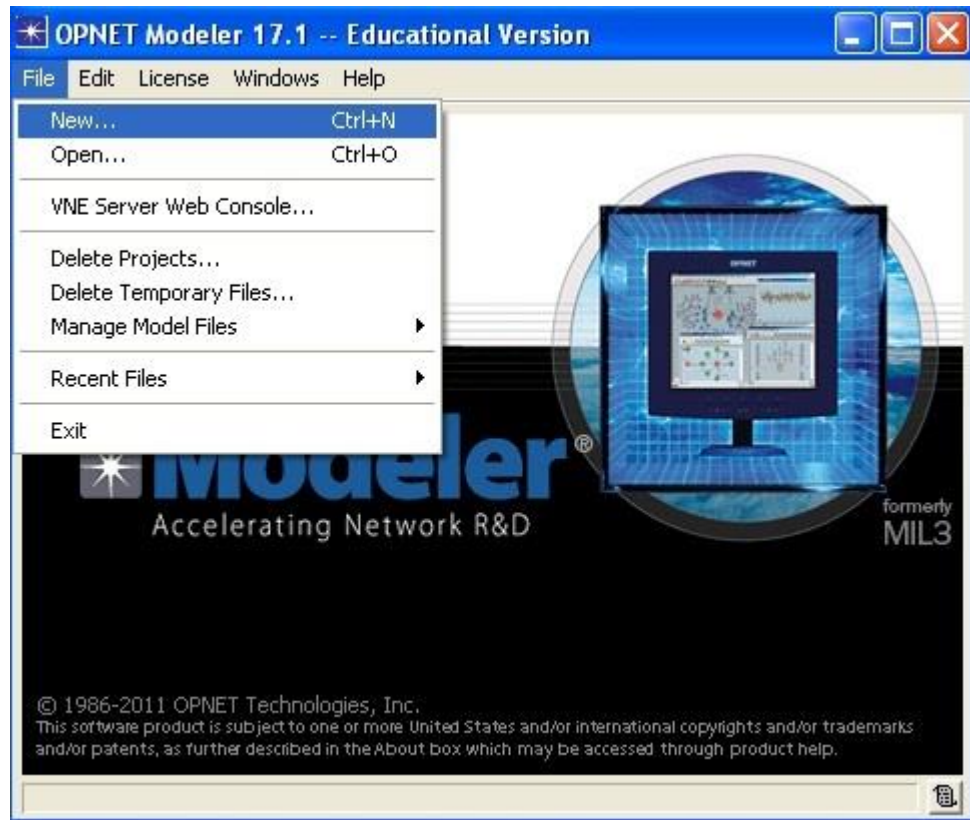 OPNET Modeler 17.1 -- Educational Version
File Edit License Windows Help
New... Ctrl+N
Open... Ctrl+O
VNE Server Web Console...
Delete Projects...
Delete Temporary Files...
Manage Model Files
Recent Files
Exit
OPNET
Modeler®
Accelerating Network R&D
formerly
MIL3
© 1986-2011 OPNET Technologies, Inc.
This software product is subject to one or more United States and/or international copyrights and/or trademarks
and/or patents, as further described in the About box which may be accessed through product help.